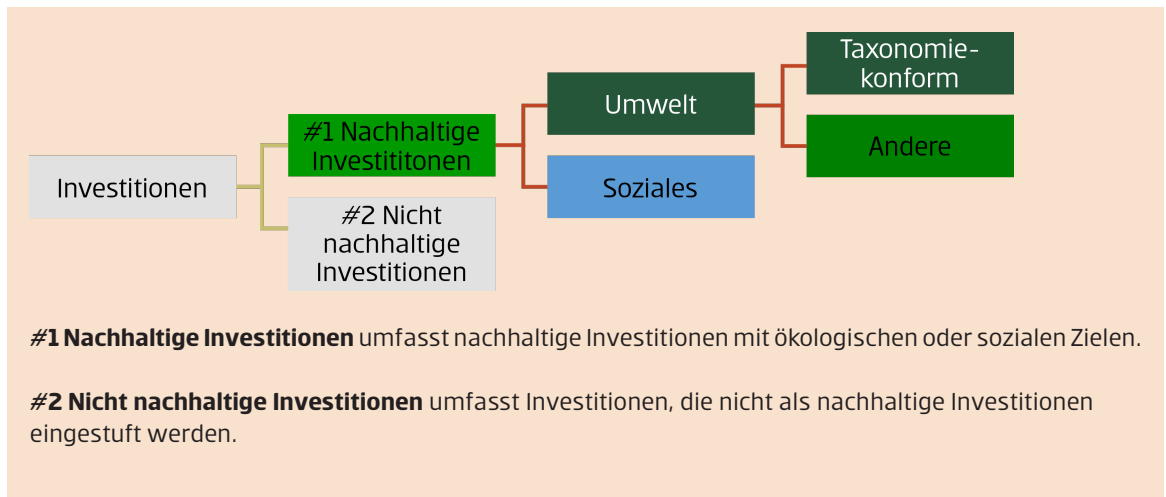 Taxonomie-
konform
Umwelt
#1 Nachhaltige
Investititonen
Andere
Investitionen
Soziales
#2 Nicht
nachhaltige
Investitionen
#1 Nachhaltige Investitionen umfasst nachhaltige Investitionen mit ökologischen oder sozialen Zielen.
#2 Nicht nachhaltige Investitionen umfasst Investitionen, die nicht als nachhaltige Investitionen
eingestuft werden.